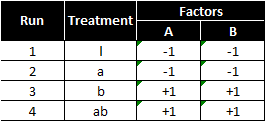 Run Treatment Factors
A B
1 I -1 -1
2 a -1 -1
3 b +1 +1
4 ab +1 +1